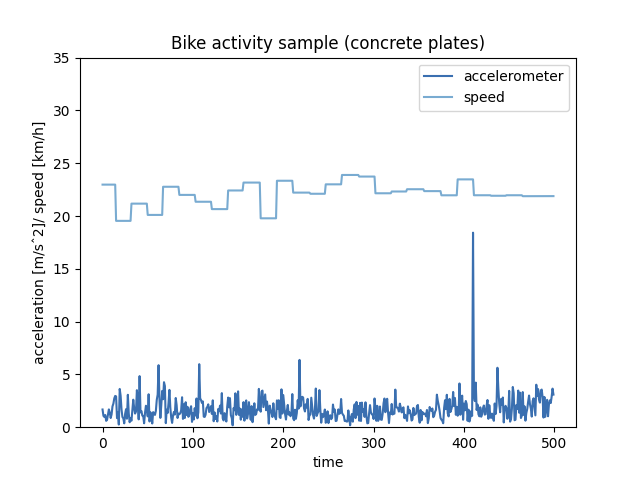 Bike activity sample (concrete plates)
accelerometer
speed
35
30
25
20
15
10
5
0
acceleration [m/s^2]/ speed [km/h]
0 100 200 300 400 500
time